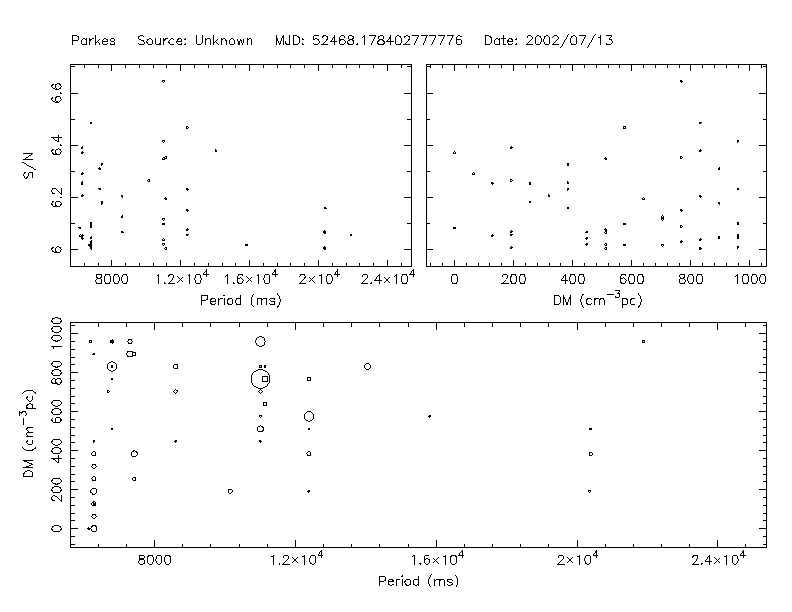 Parkes Source: Unknown MJD: 52468.178402777776 Date: 2002/07/13
S/N
6.6
6.4
6.2
6
8000 1.2×10⁴ 1.6×10⁴ 2×10⁴ 2.4×10⁴
Period (ms)
0 200 400 600 800 1000
DM (cm⁻³pc)
DM (cm⁻³pc)
1000
800
600
400
200
0
8000 1.2×10⁴ 1.6×10⁴ 2×10⁴ 2.4×10⁴
Period (ms)